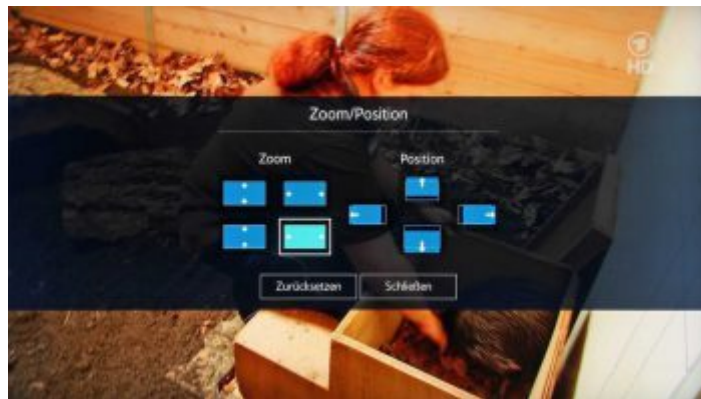 HD
Zoom/Position
Zoom
Position
Zurücksetzen
Schließen